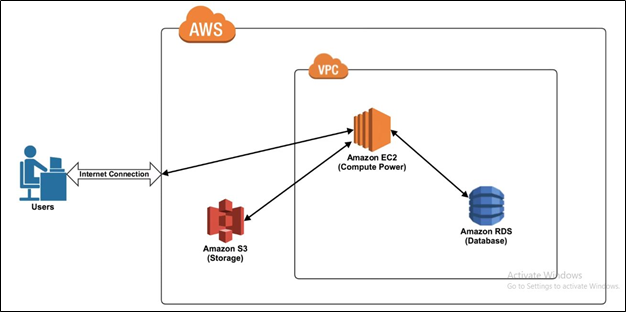 AWS
VPC
Amazon EC2
(Compute Power)
Internet Connection
Users
Amazon S3
(Storage)
Amazon RDS
(Database)
Activate Windows
Go to Settings to activate Windows.